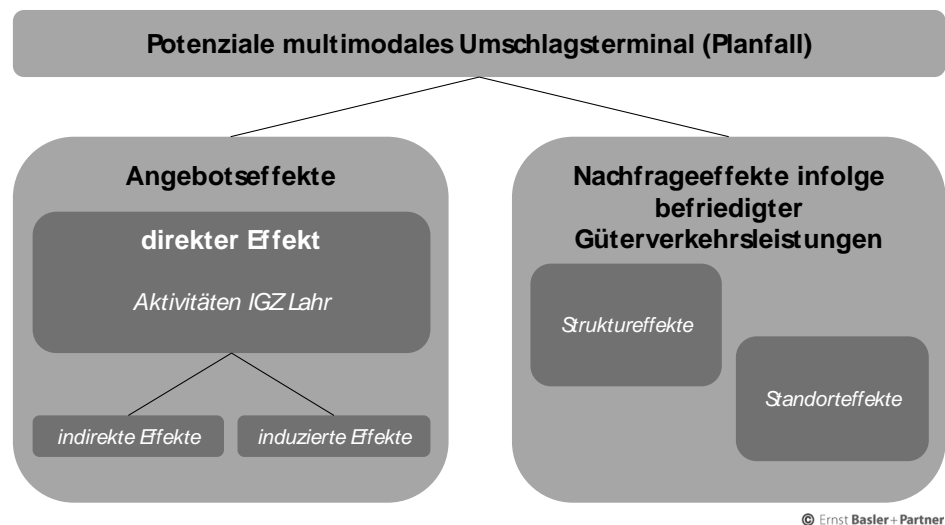 Potenziale multimodales Umschlagsterminal (Planfall)
Angebotseffekte
direkter Effekt
Aktivitäten IGZ Lahr
indirekte Effekte
induzierte Effekte
Nachfrageeffekte infolge
befriedigter
Güterverkehrsleistungen
Struktureffekte
Standorteffekte
© Ernst Basler+Partner